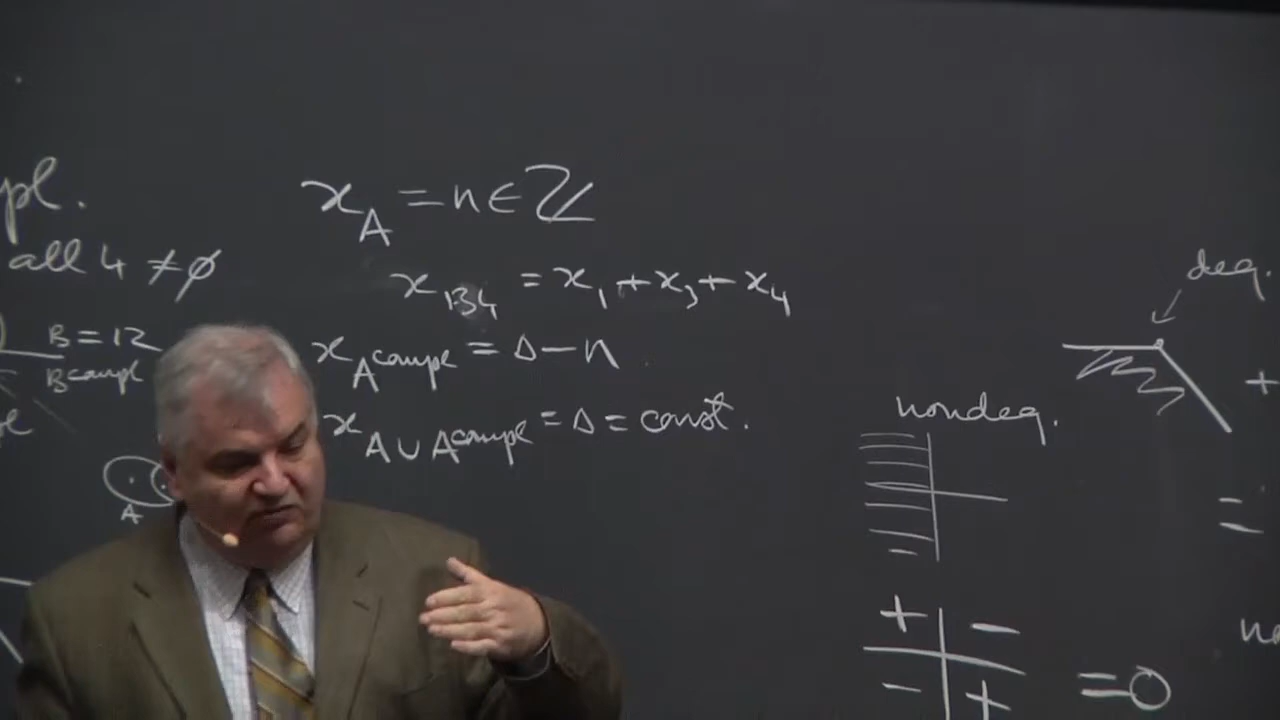 pl.
all 4 ≠ ∅
B = 12
B compl
A
x_A = n ∈ ℤ
x_134 = x_1 + x_3 + x_4
x_A compl = Δ − n
x_A∪A compl = Δ = const.
nondeg.
+ −
− +
= 0
deg.
+
=